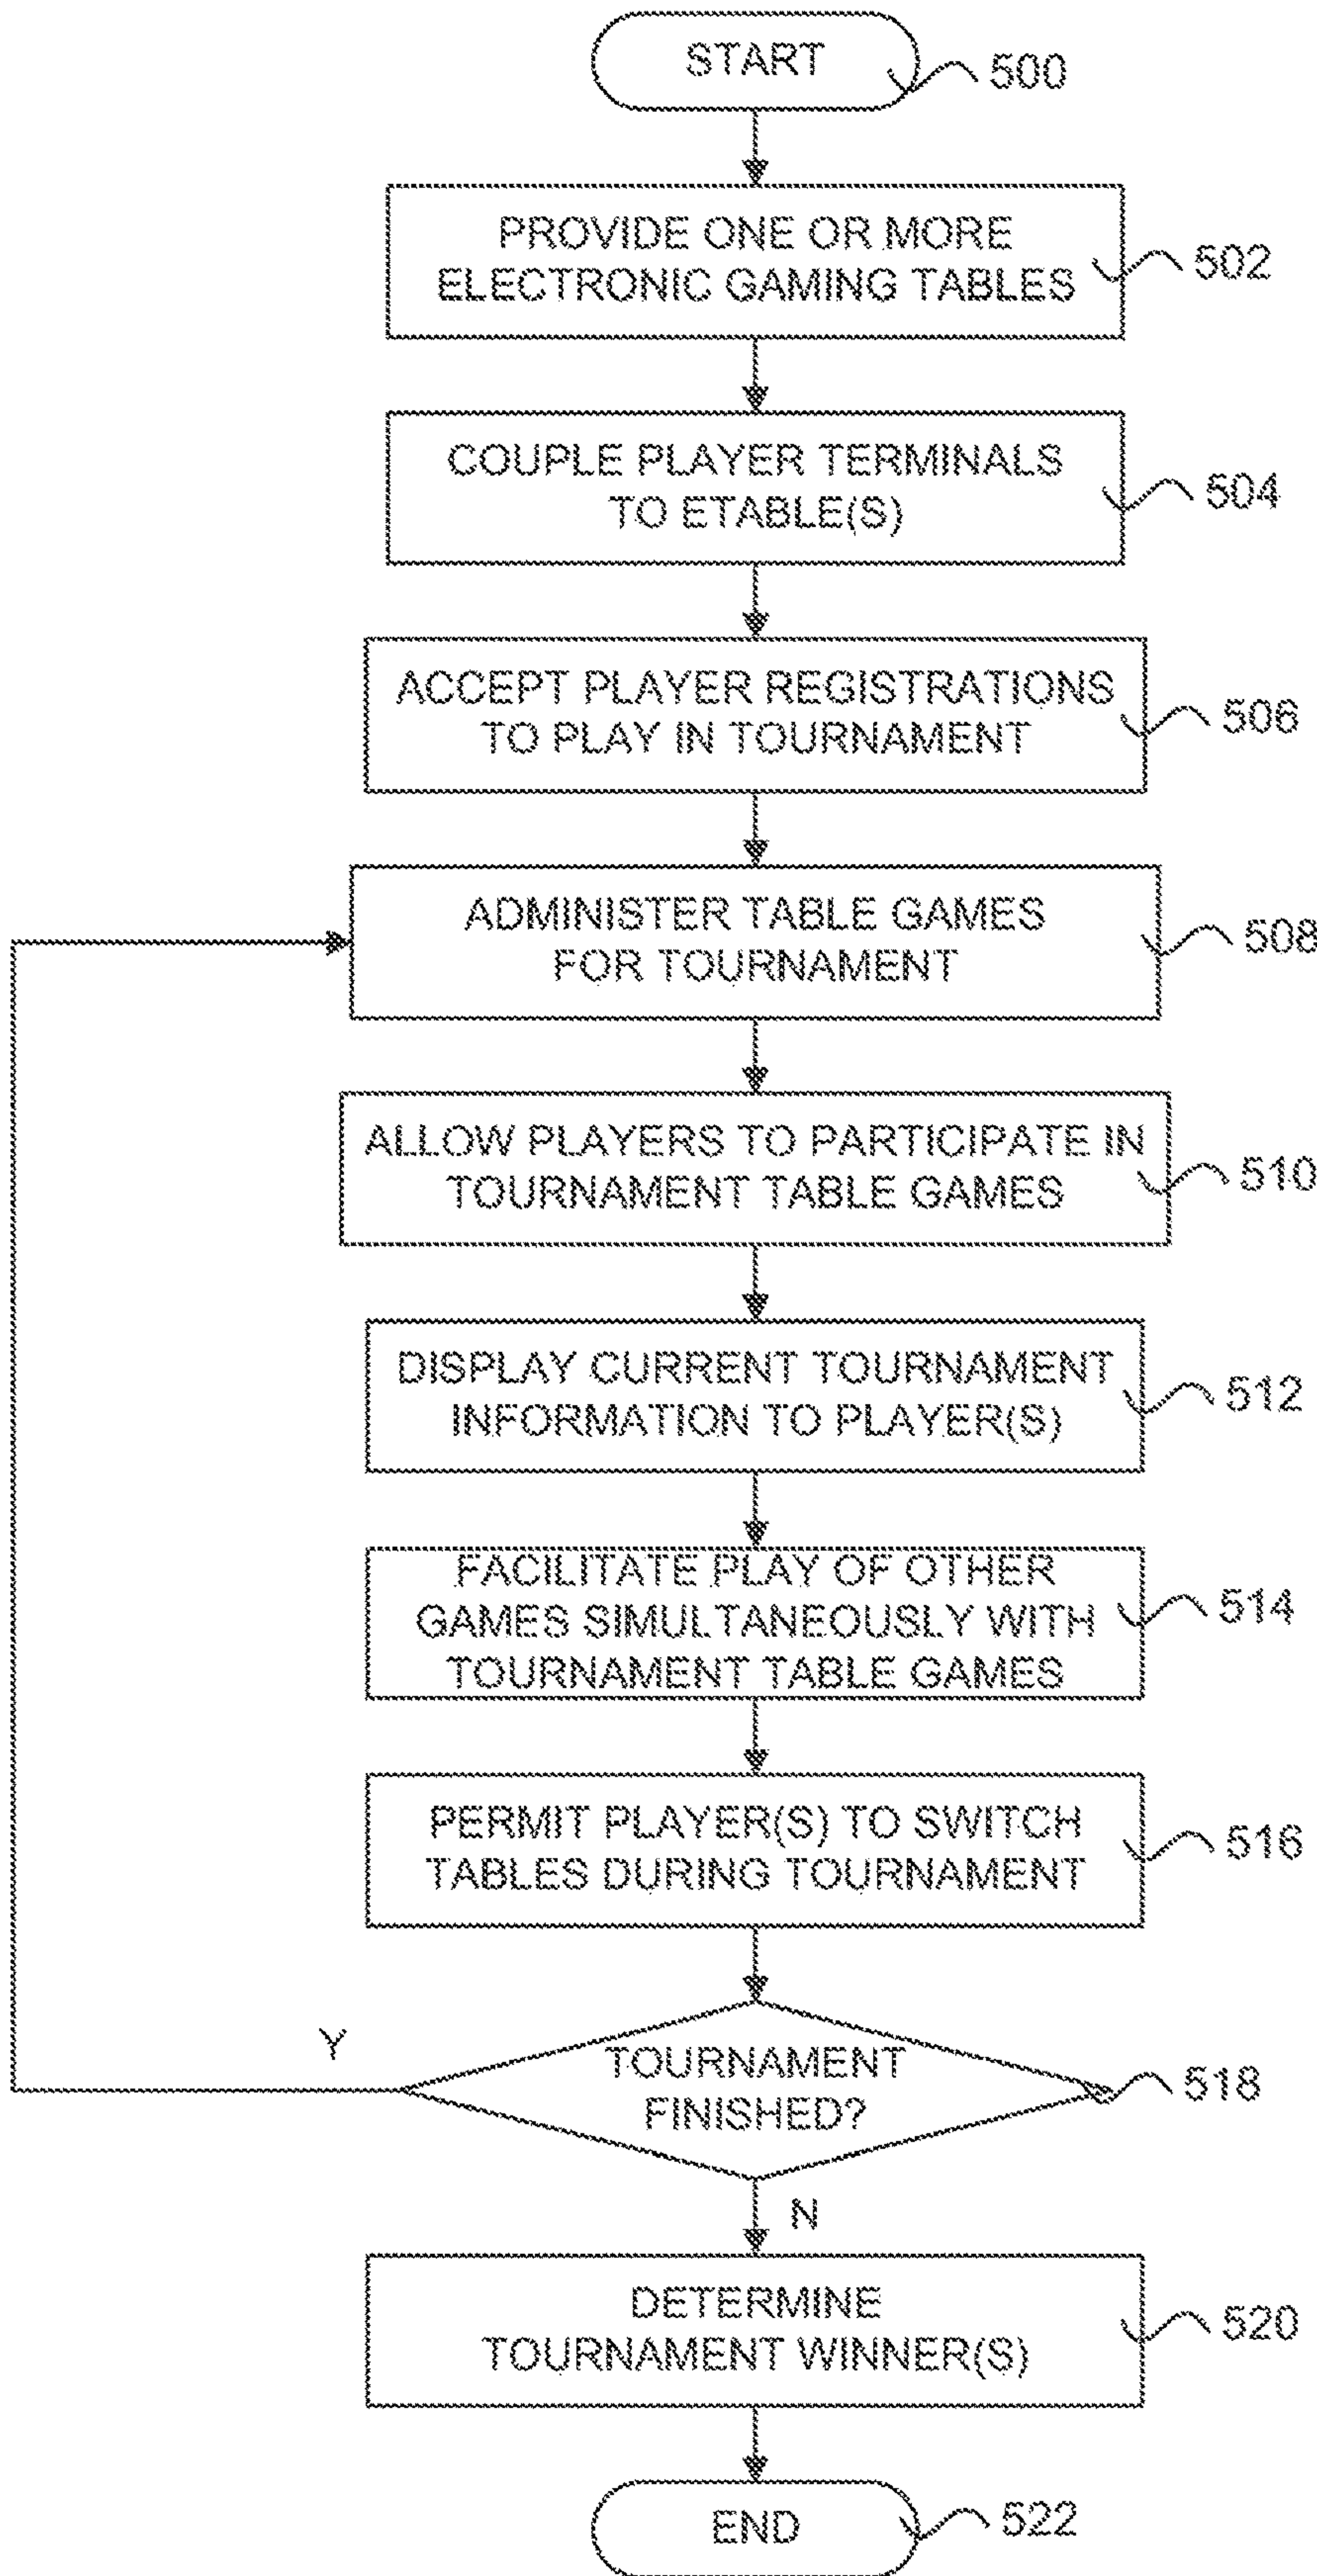 START
500
PROVIDE ONE OR MORE
ELECTRONIC GAMING TABLES
502
COUPLE PLAYER TERMINALS
TO ETABLE(S)
504
ACCEPT PLAYER REGISTRATIONS
TO PLAY IN TOURNAMENT
506
ADMINISTER TABLE GAMES
FOR TOURNAMENT
508
ALLOW PLAYERS TO PARTICIPATE IN
TOURNAMENT TABLE GAMES
510
DISPLAY CURRENT TOURNAMENT
INFORMATION TO PLAYER(S)
512
FACILITATE PLAY OF OTHER
GAMES SIMULTANEOUSLY WITH
TOURNAMENT TABLE GAMES
514
PERMIT PLAYER(S) TO SWITCH
TABLES DURING TOURNAMENT
516
Y
TOURNAMENT
FINISHED?
518
N
DETERMINE
TOURNAMENT WINNER(S)
520
END
522